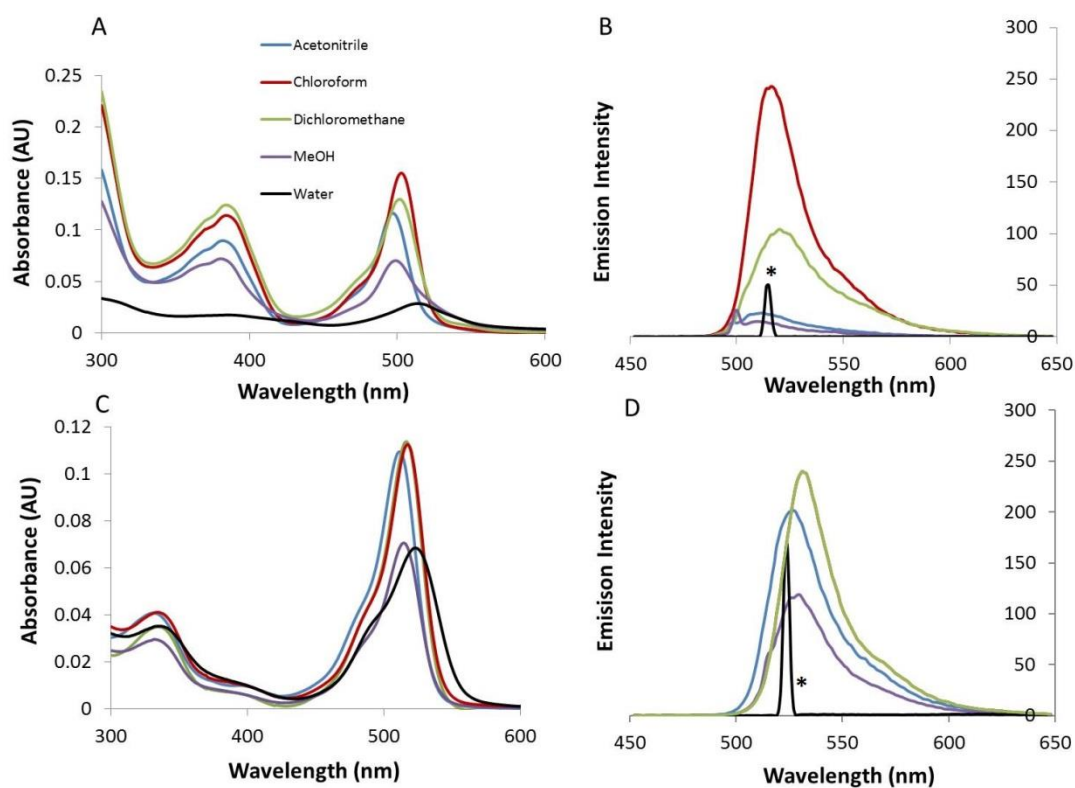 A
Acetonitrile
Chloroform
Dichloromethane
MeOH
Water
Absorbance (AU)
0.25
0.2
0.15
0.1
0.05
0
300
400
500
600
Wavelength (nm)
B
Emission Intensity
300
250
200
150
100
50
0
*
450
500
550
600
650
Wavelength (nm)
C
Absorbance (AU)
0.12
0.1
0.08
0.06
0.04
0.02
0
300
400
500
600
Wavelength (nm)
D
Emisison Intensity
300
250
200
150
100
50
0
*
450
500
550
600
650
Wavelength (nm)